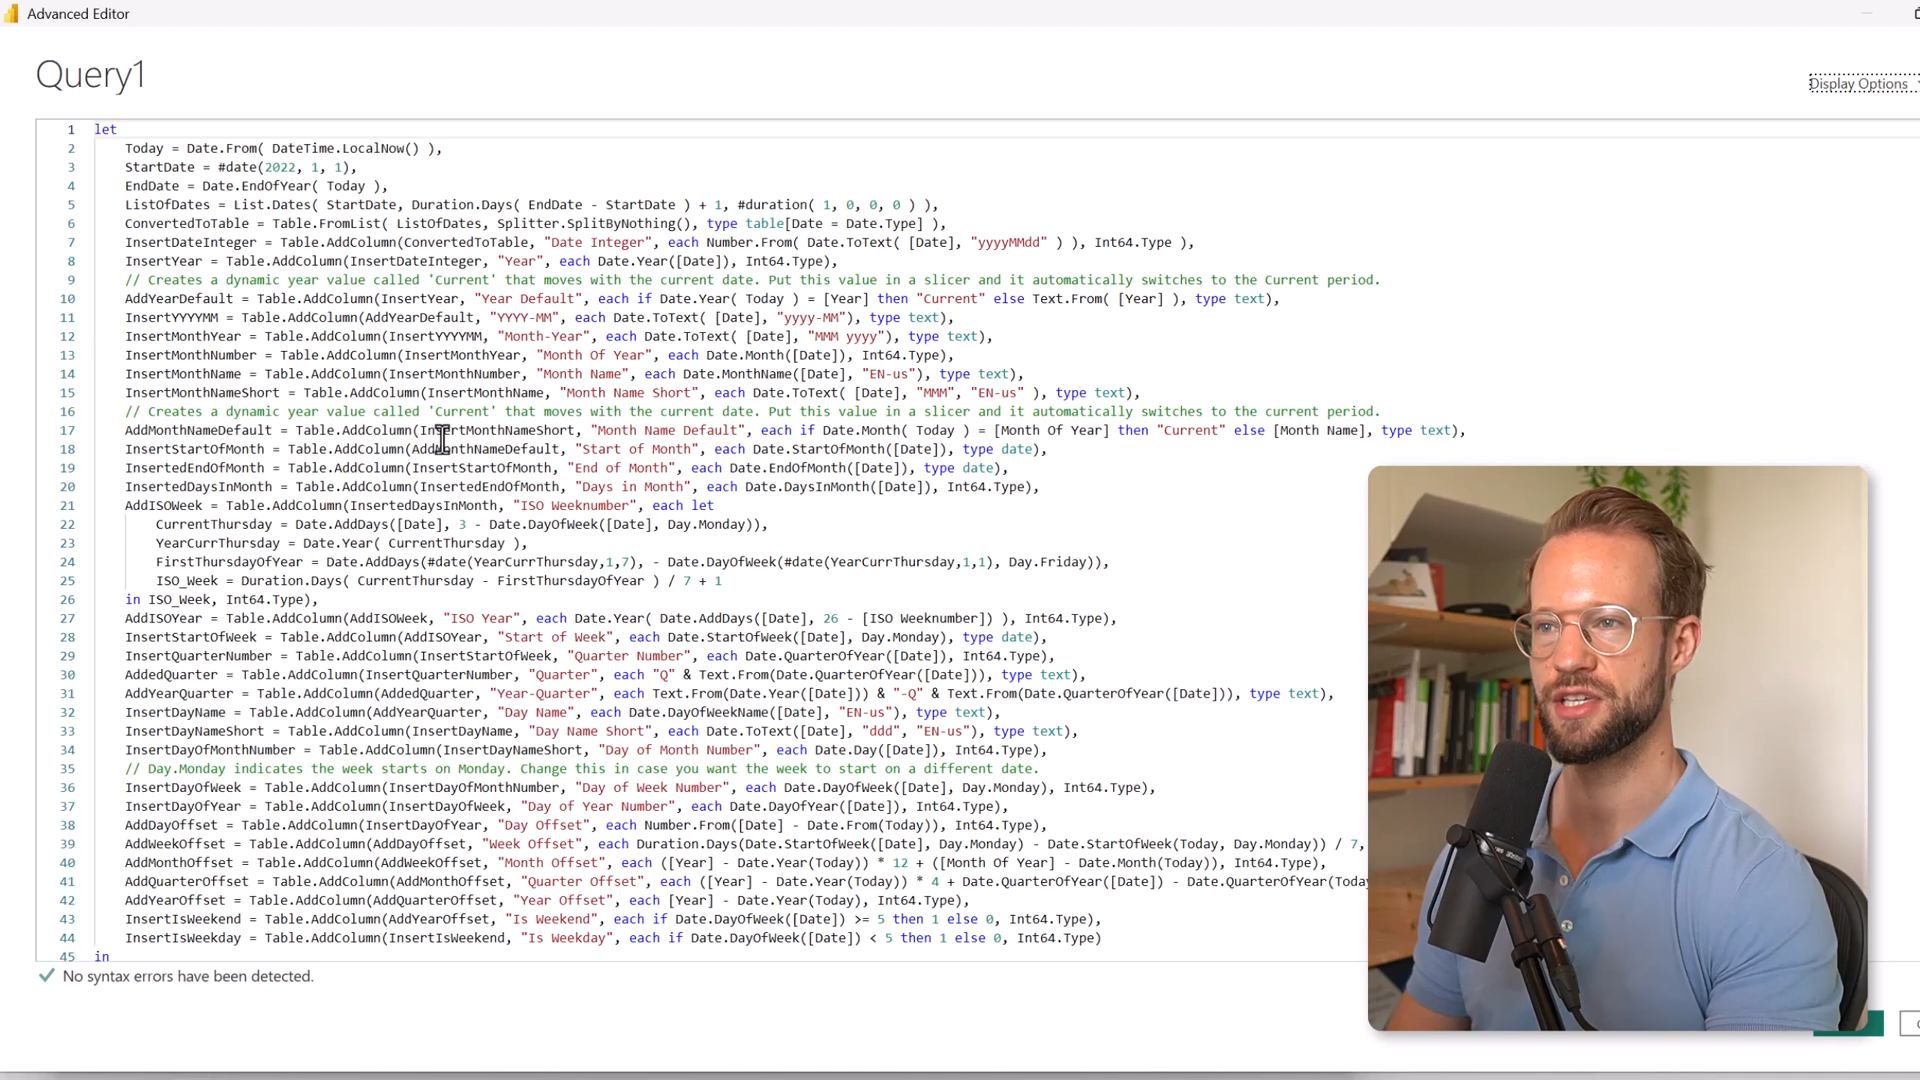 Advanced Editor
Query1
Display Options
1 let
2 Today = Date.From( DateTime.LocalNow() ),
3 StartDate = #date(2022, 1, 1),
4 EndDate = Date.EndOfYear( Today ),
5 ListOfDates = List.Dates( StartDate, Duration.Days( EndDate - StartDate ) + 1, #duration( 1, 0, 0, 0 ) ),
6 ConvertedToTable = Table.FromList( ListOfDates, Splitter.SplitByNothing(), type table[Date = Date.Type] ),
7 InsertDateInteger = Table.AddColumn(ConvertedToTable, "Date Integer", each Number.From( Date.ToText( [Date], "yyyyMMdd" ) ), Int64.Type ),
8 InsertYear = Table.AddColumn(InsertDateInteger, "Year", each Date.Year([Date]), Int64.Type),
9 // Creates a dynamic year value called 'Current' that moves with the current date. Put this value in a slicer and it automatically switches to the Current period.
10 AddYearDefault = Table.AddColumn(InsertYear, "Year Default", each if Date.Year( Today ) = [Year] then "Current" else Text.From( [Year] ), type text),
11 InsertYYYYMM = Table.AddColumn(AddYearDefault, "YYYY-MM", each Date.ToText( [Date], "yyyy-MM"), type text),
12 InsertMonthYear = Table.AddColumn(InsertYYYYMM, "Month-Year", each Date.ToText( [Date], "MMM yyyy"), type text),
13 InsertMonthNumber = Table.AddColumn(InsertMonthYear, "Month Of Year", each Date.Month([Date]), Int64.Type),
14 InsertMonthName = Table.AddColumn(InsertMonthNumber, "Month Name", each Date.MonthName([Date], "EN-us"), type text),
15 InsertMonthNameShort = Table.AddColumn(InsertMonthName, "Month Name Short", each Date.ToText( [Date], "MMM", "EN-us" ), type text),
16 // Creates a dynamic year value called 'Current' that moves with the current date. Put this value in a slicer and it automatically switches to the Current period.
17 AddMonthNameDefault = Table.AddColumn(InsertMonthNameShort, "Month Name Default", each if Date.Month( Today ) = [Month Of Year] then "Current" else [Month Name], type text),
18 InsertStartOfMonth = Table.AddColumn(AddMonthNameDefault, "Start of Month", each Date.StartOfMonth([Date]), type date),
19 InsertedEndOfMonth = Table.AddColumn(InsertStartOfMonth, "End of Month", each Date.EndOfMonth([Date]), type date),
20 InsertedDaysInMonth = Table.AddColumn(InsertedEndOfMonth, "Days in Month", each Date.DaysInMonth([Date]), Int64.Type),
21 AddISOWeek = Table.AddColumn(InsertedDaysInMonth, "ISO Weeknumber", each let
22 CurrentThursday = Date.AddDays([Date], 3 - Date.DayOfWeek([Date], Day.Monday)),
23 YearCurrThursday = Date.Year( CurrentThursday ),
24 FirstThursdayOfYear = Date.AddDays(#date(YearCurrThursday,1,7), - Date.DayOfWeek(#date(YearCurrThursday,1,1), Day.Friday)),
25 ISO_Week = Duration.Days( CurrentThursday - FirstThursdayOfYear ) / 7 + 1
26 in ISO_Week, Int64.Type),
27 AddISOYear = Table.AddColumn(AddISOWeek, "ISO Year", each Date.Year( Date.AddDays([Date], 26 - [ISO Weeknumber]) ), Int64.Type),
28 InsertStartOfWeek = Table.AddColumn(AddISOYear, "Start of Week", each Date.StartOfWeek([Date], Day.Monday), type date),
29 InsertQuarterNumber = Table.AddColumn(InsertStartOfWeek, "Quarter Number", each Date.QuarterOfYear([Date]), Int64.Type),
30 AddedQuarter = Table.AddColumn(InsertQuarterNumber, "Quarter", each "Q" & Text.From(Date.QuarterOfYear([Date])), type text),
31 AddYearQuarter = Table.AddColumn(AddedQuarter, "Year-Quarter", each Text.From(Date.Year([Date])) & "-Q" & Text.From(Date.QuarterOfYear([Date])), type text),
32 InsertDayName = Table.AddColumn(AddYearQuarter, "Day Name", each Date.DayOfWeekName([Date], "EN-us"), type text),
33 InsertDayNameShort = Table.AddColumn(InsertDayName, "Day Name Short", each Date.ToText([Date], "ddd", "EN-us"), type text),
34 InsertDayOfMonthNumber = Table.AddColumn(InsertDayNameShort, "Day of Month Number", each Date.Day([Date]), Int64.Type),
35 // Day.Monday indicates the week starts on Monday. Change this in case you want the week to start on a different date.
36 InsertDayOfWeek = Table.AddColumn(InsertDayOfMonthNumber, "Day of Week Number", each Date.DayOfWeek([Date], Day.Monday), Int64.Type),
37 InsertDayOfYear = Table.AddColumn(InsertDayOfWeek, "Day of Year Number", each Date.DayOfYear([Date]), Int64.Type),
38 AddDayOffset = Table.AddColumn(InsertDayOfYear, "Day Offset", each Number.From([Date] - Date.From(Today)), Int64.Type),
39 AddWeekOffset = Table.AddColumn(AddDayOffset, "Week Offset", each Duration.Days(Date.StartOfWeek([Date], Day.Monday) - Date.StartOfWeek(Today, Day.Monday)) / 7,
40 AddMonthOffset = Table.AddColumn(AddWeekOffset, "Month Offset", each ([Year] - Date.Year(Today)) * 12 + ([Month Of Year] - Date.Month(Today)), Int64.Type),
41 AddQuarterOffset = Table.AddColumn(AddMonthOffset, "Quarter Offset", each ([Year] - Date.Year(Today)) * 4 + Date.QuarterOfYear([Date]) - Date.QuarterOfYear(Toda
42 AddYearOffset = Table.AddColumn(AddQuarterOffset, "Year Offset", each [Year] - Date.Year(Today), Int64.Type),
43 InsertIsWeekend = Table.AddColumn(AddYearOffset, "Is Weekend", each if Date.DayOfWeek([Date]) >= 5 then 1 else 0, Int64.Type),
44 InsertIsWeekday = Table.AddColumn(InsertIsWeekend, "Is Weekday", each if Date.DayOfWeek([Date]) < 5 then 1 else 0, Int64.Type)
45 in
No syntax errors have been detected.